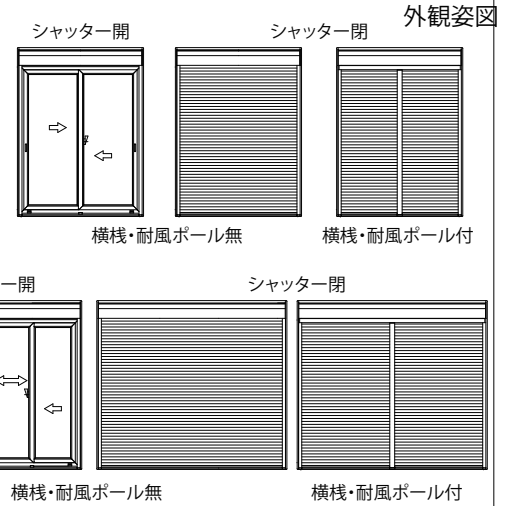 外観姿図
シャッター開
シャッター閉
横桟・耐風ポール無
横桟・耐風ポール付
ー開
シャッター閉
横桟・耐風ポール無
横桟・耐風ポール付